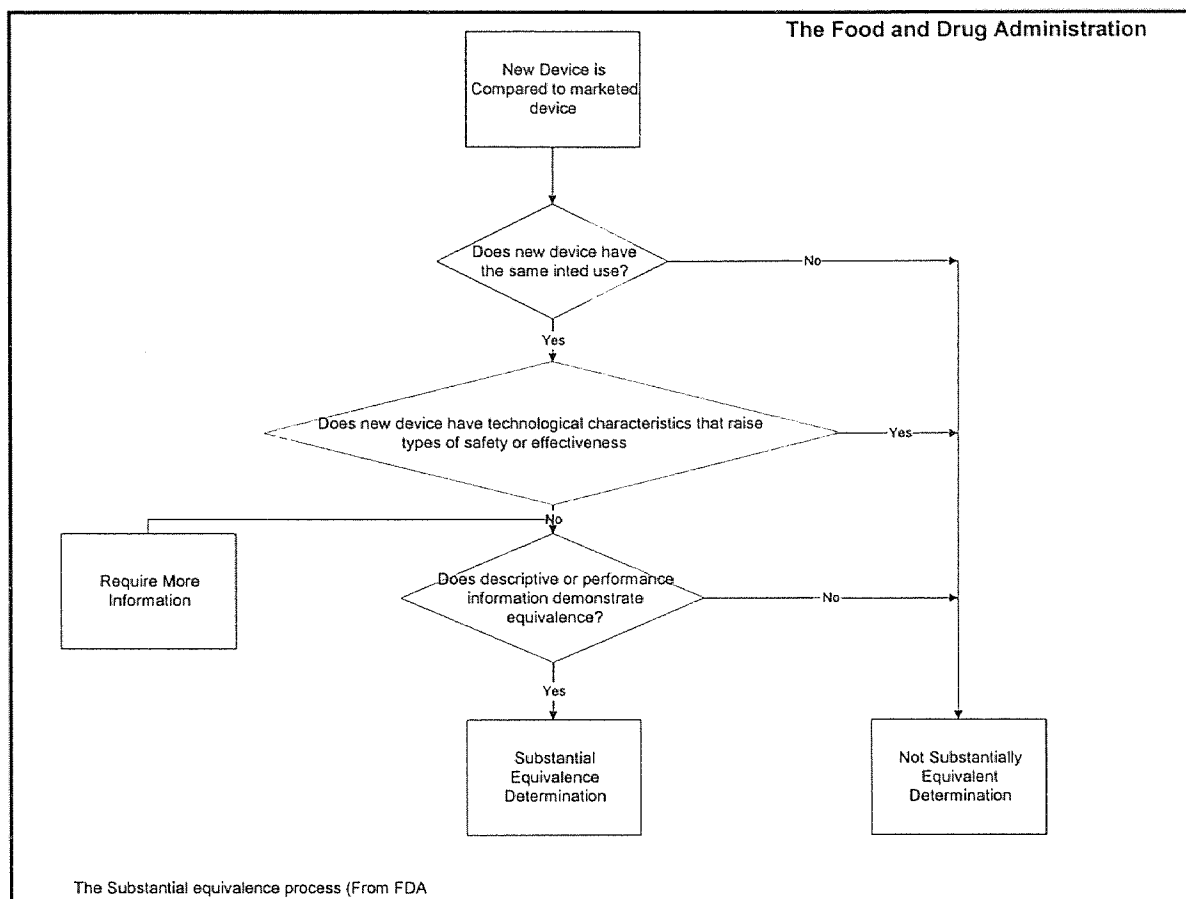 The Food and Drug Administration
New Device is
Compared to marketed
device
Does new device have
the same inted use?
No
Yes
Does new device have technological characteristics that raise
types of safety or effectiveness
Yes
No
Require More
Information
Does descriptive or performance
information demonstrate
equivalence?
No
Yes
Substantial
Equivalence
Determination
Not Substantially
Equivalent
Determination
The Substantial equivalence process (From FDA